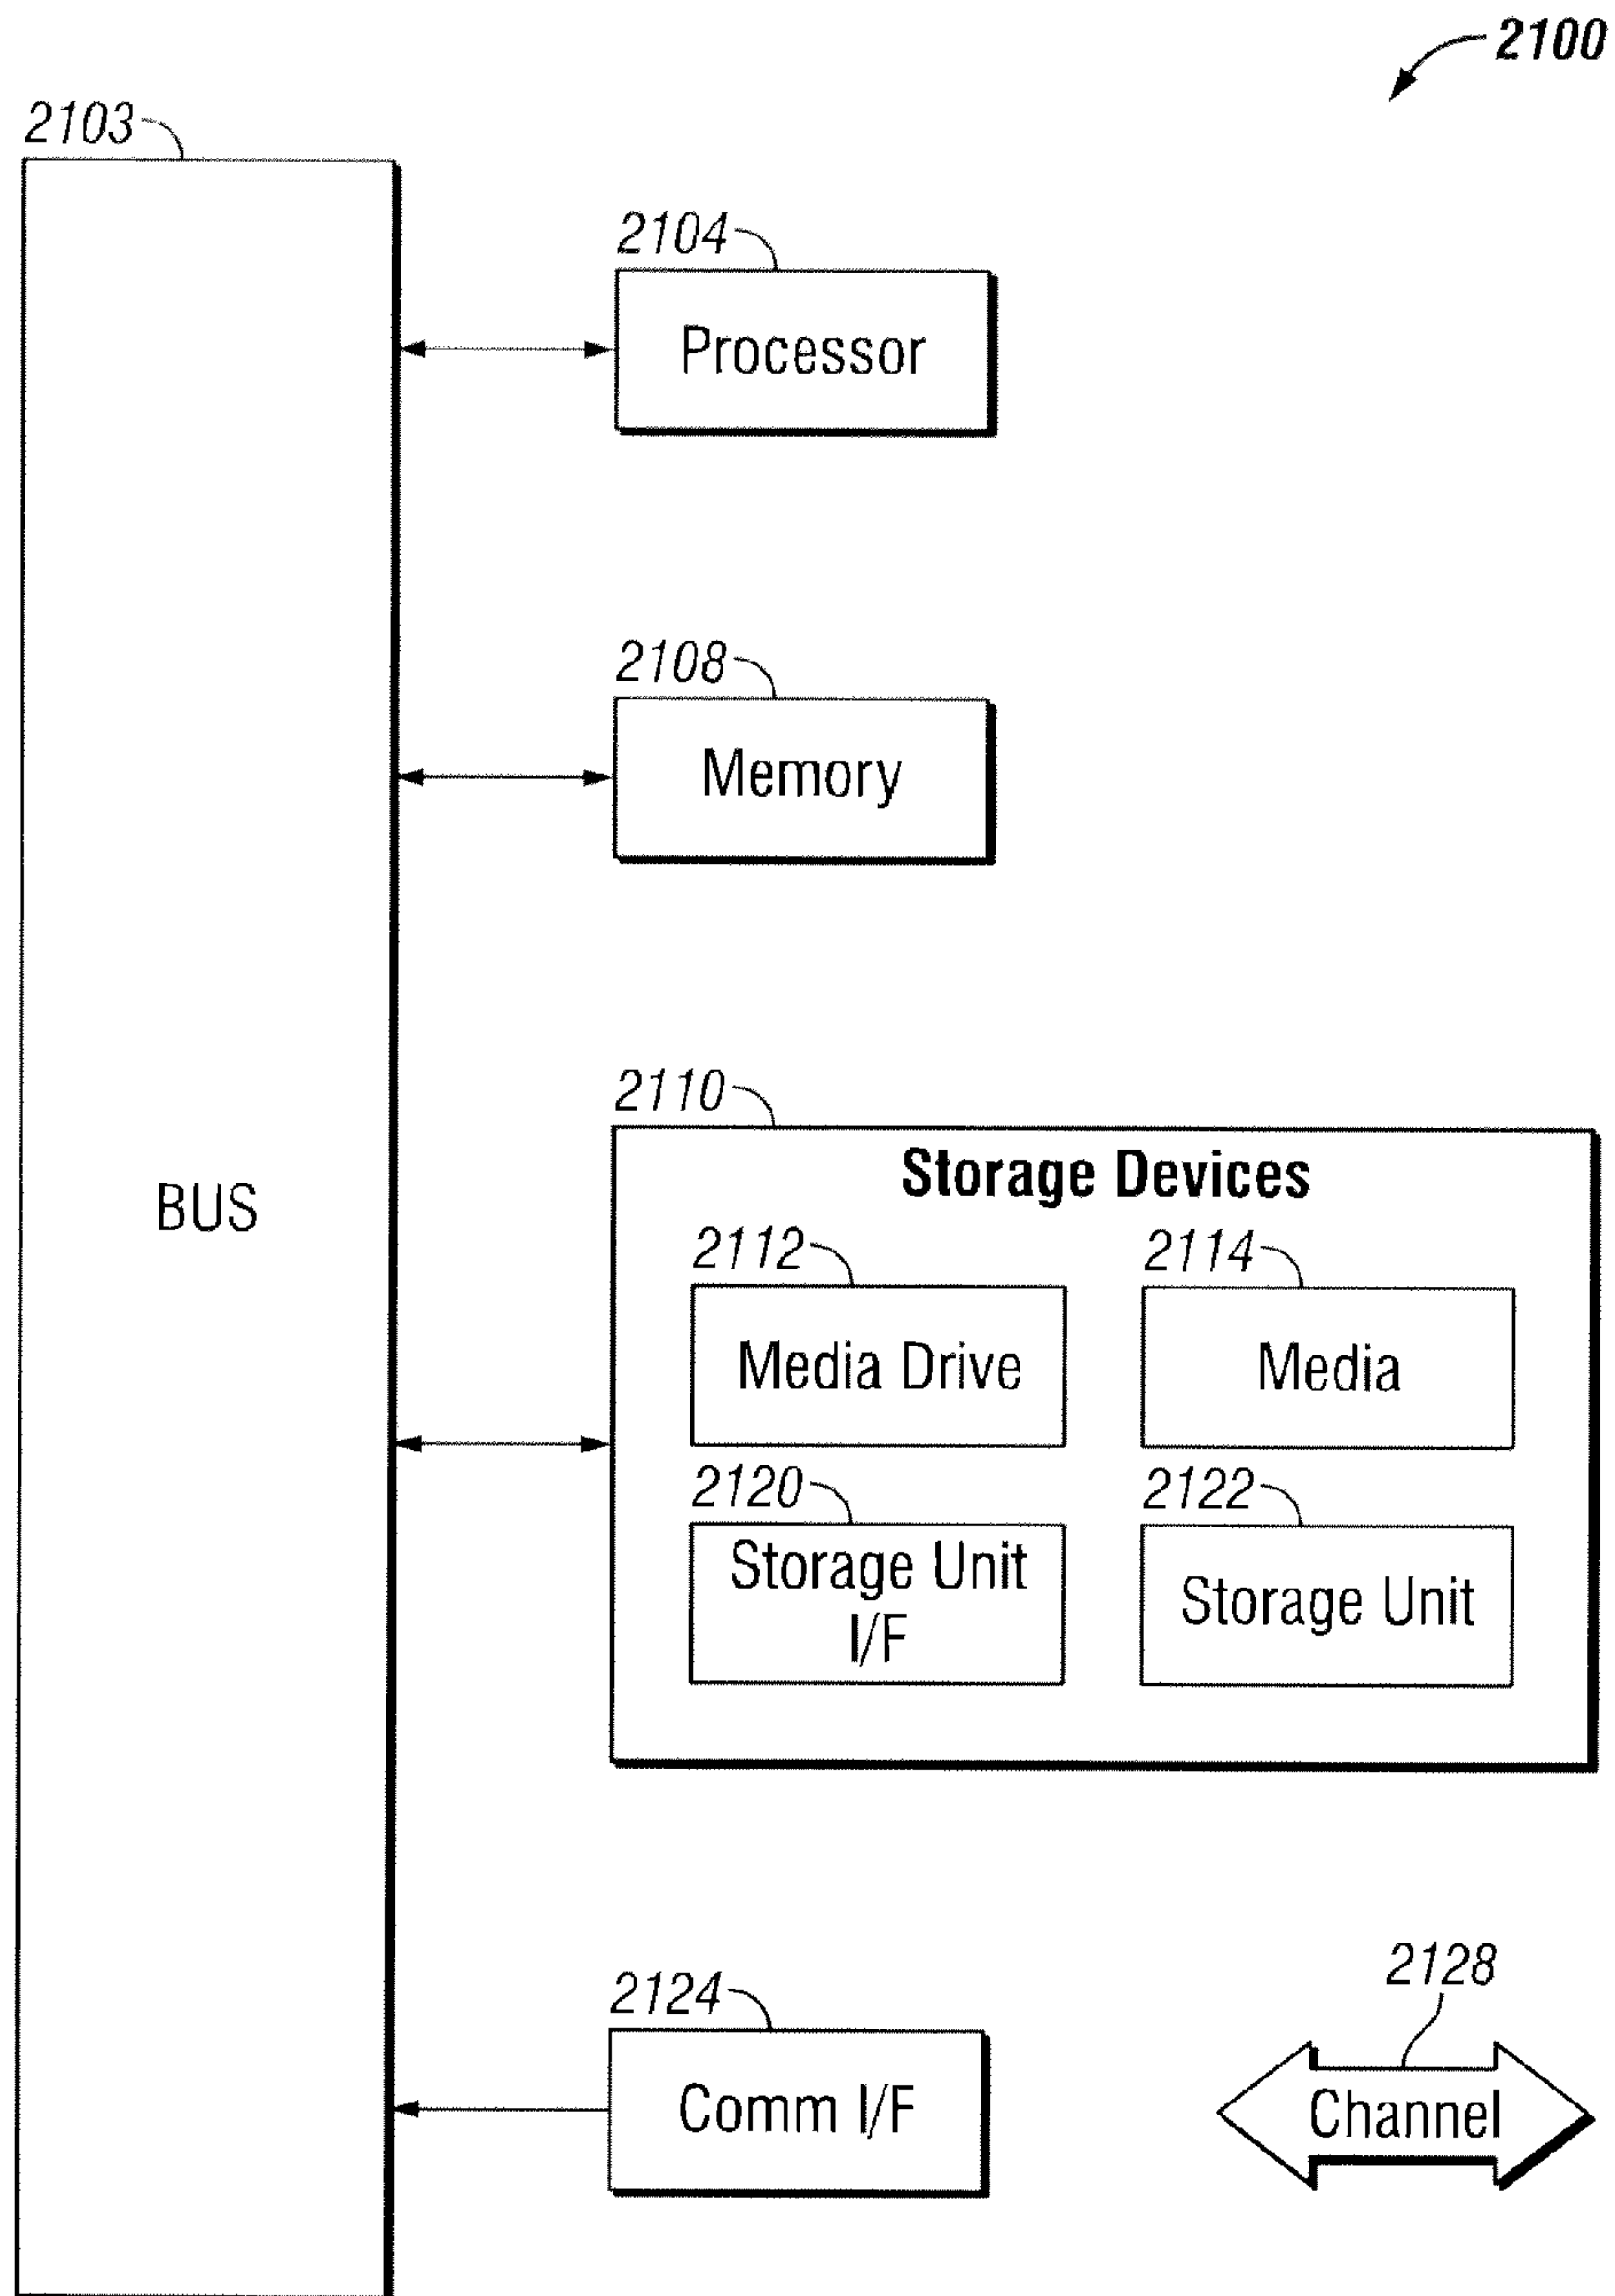 2100
2103
2104
Processor
2108
Memory
BUS
2110
Storage Devices
2112
2114
Media Drive
Media
2120
2122
Storage Unit
I/F
Storage Unit
2124
2128
Comm I/F
Channel